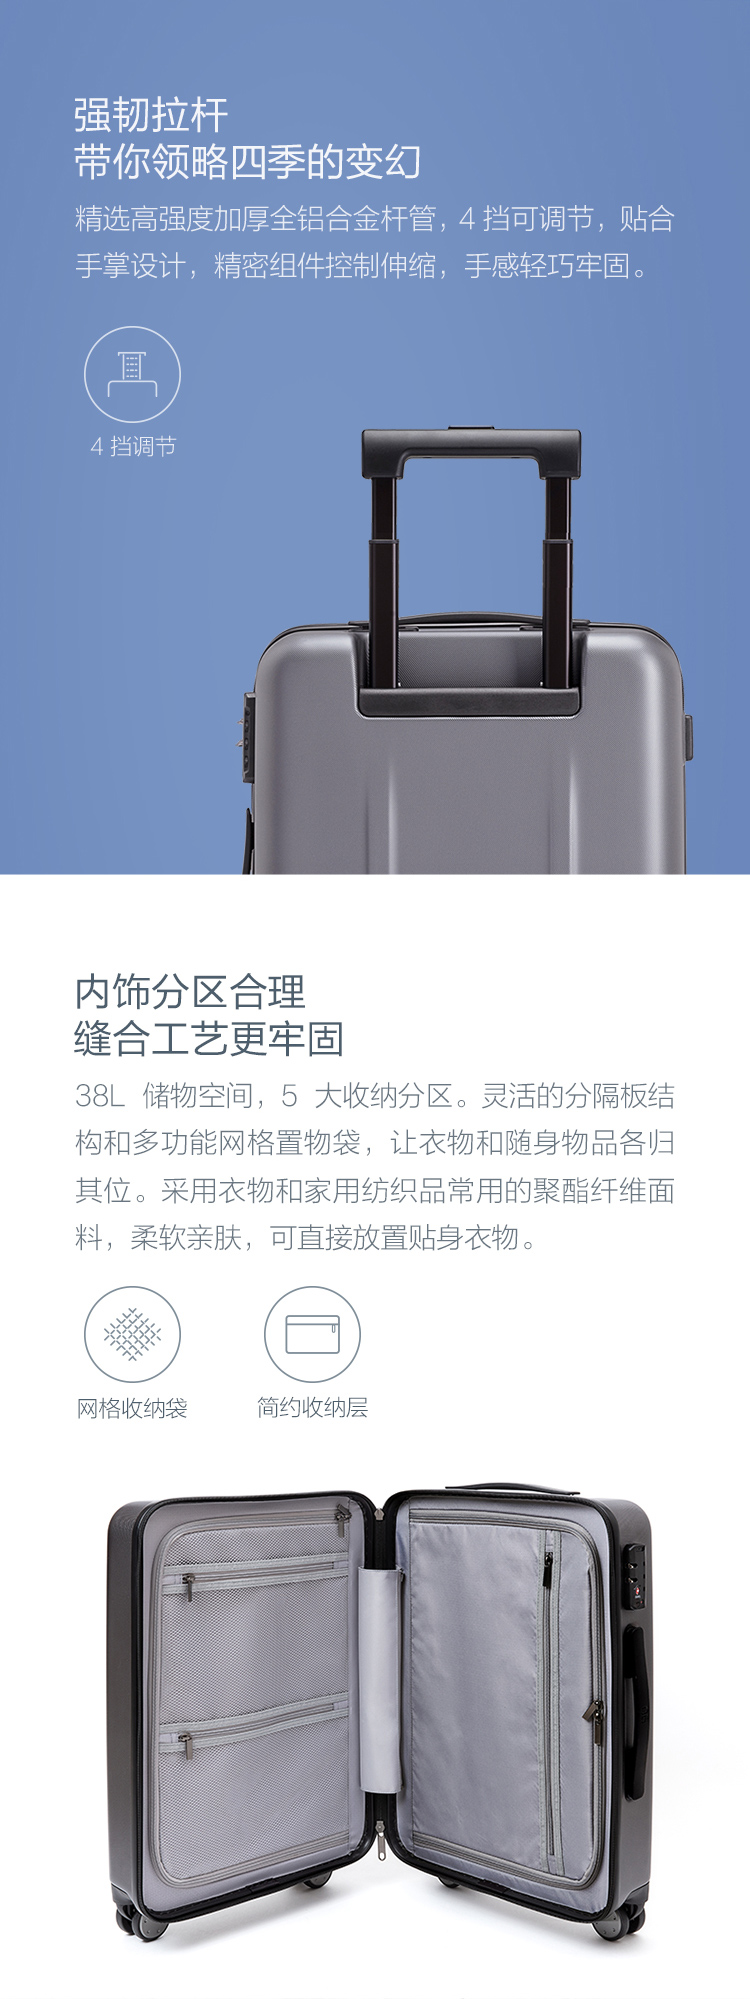 强韧拉杆
带你领略四季的变幻
精选高强度加厚全铝合金杆管，4 挡可调节，贴合
手掌设计，精密组件控制伸缩，手感轻巧牢固。
4 挡调节
内饰分区合理
缝合工艺更牢固
38L 储物空间，5 大收纳分区。灵活的分隔板结
构和多功能网格置物袋，让衣物和随身物品各归
其位。采用衣物和家用纺织品常用的聚酯纤维面
料，柔软亲肤，可直接放置贴身衣物。
网格收纳袋
简约收纳层